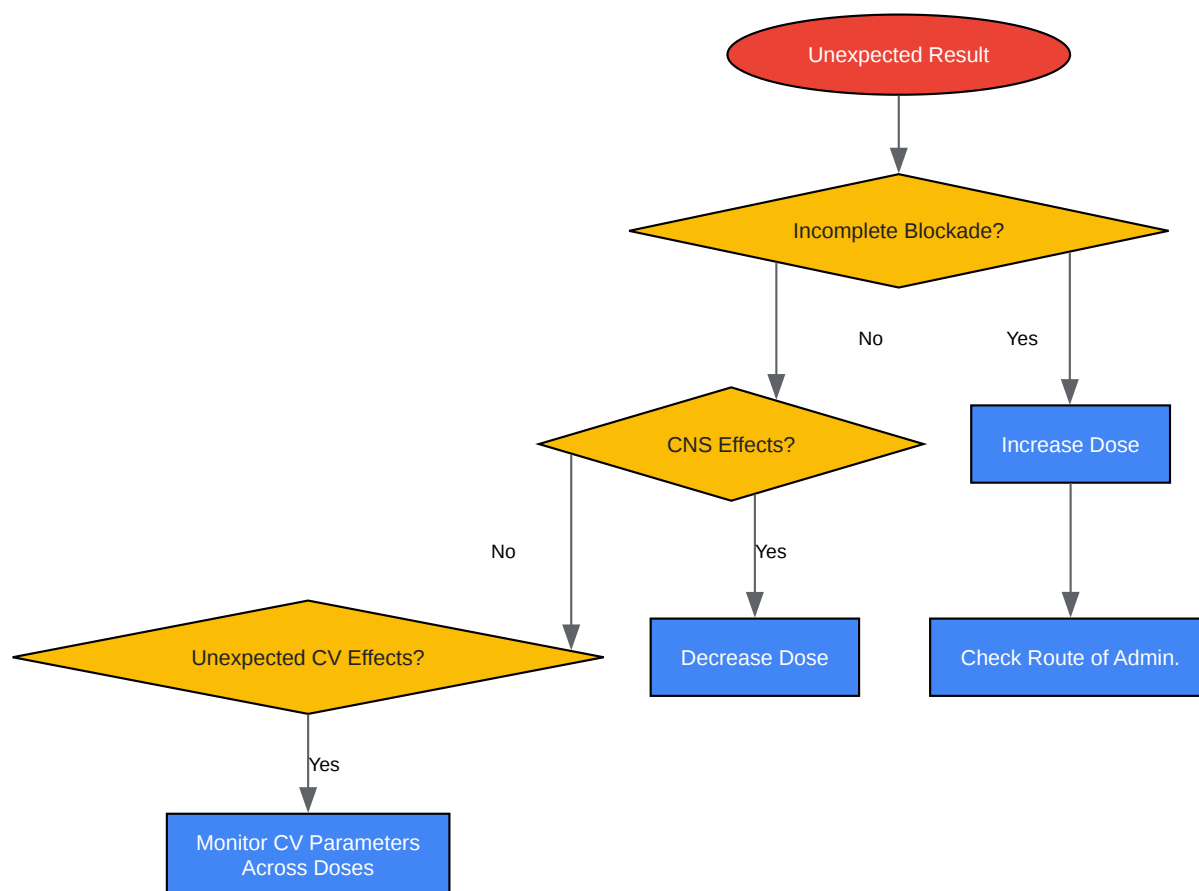 Unexpected Result
Incomplete Blockade?
No
Yes
CNS Effects?
Increase Dose
No
Yes
Unexpected CV Effects?
Decrease Dose
Check Route of Admin.
Yes
Monitor CV Parameters
Across Doses